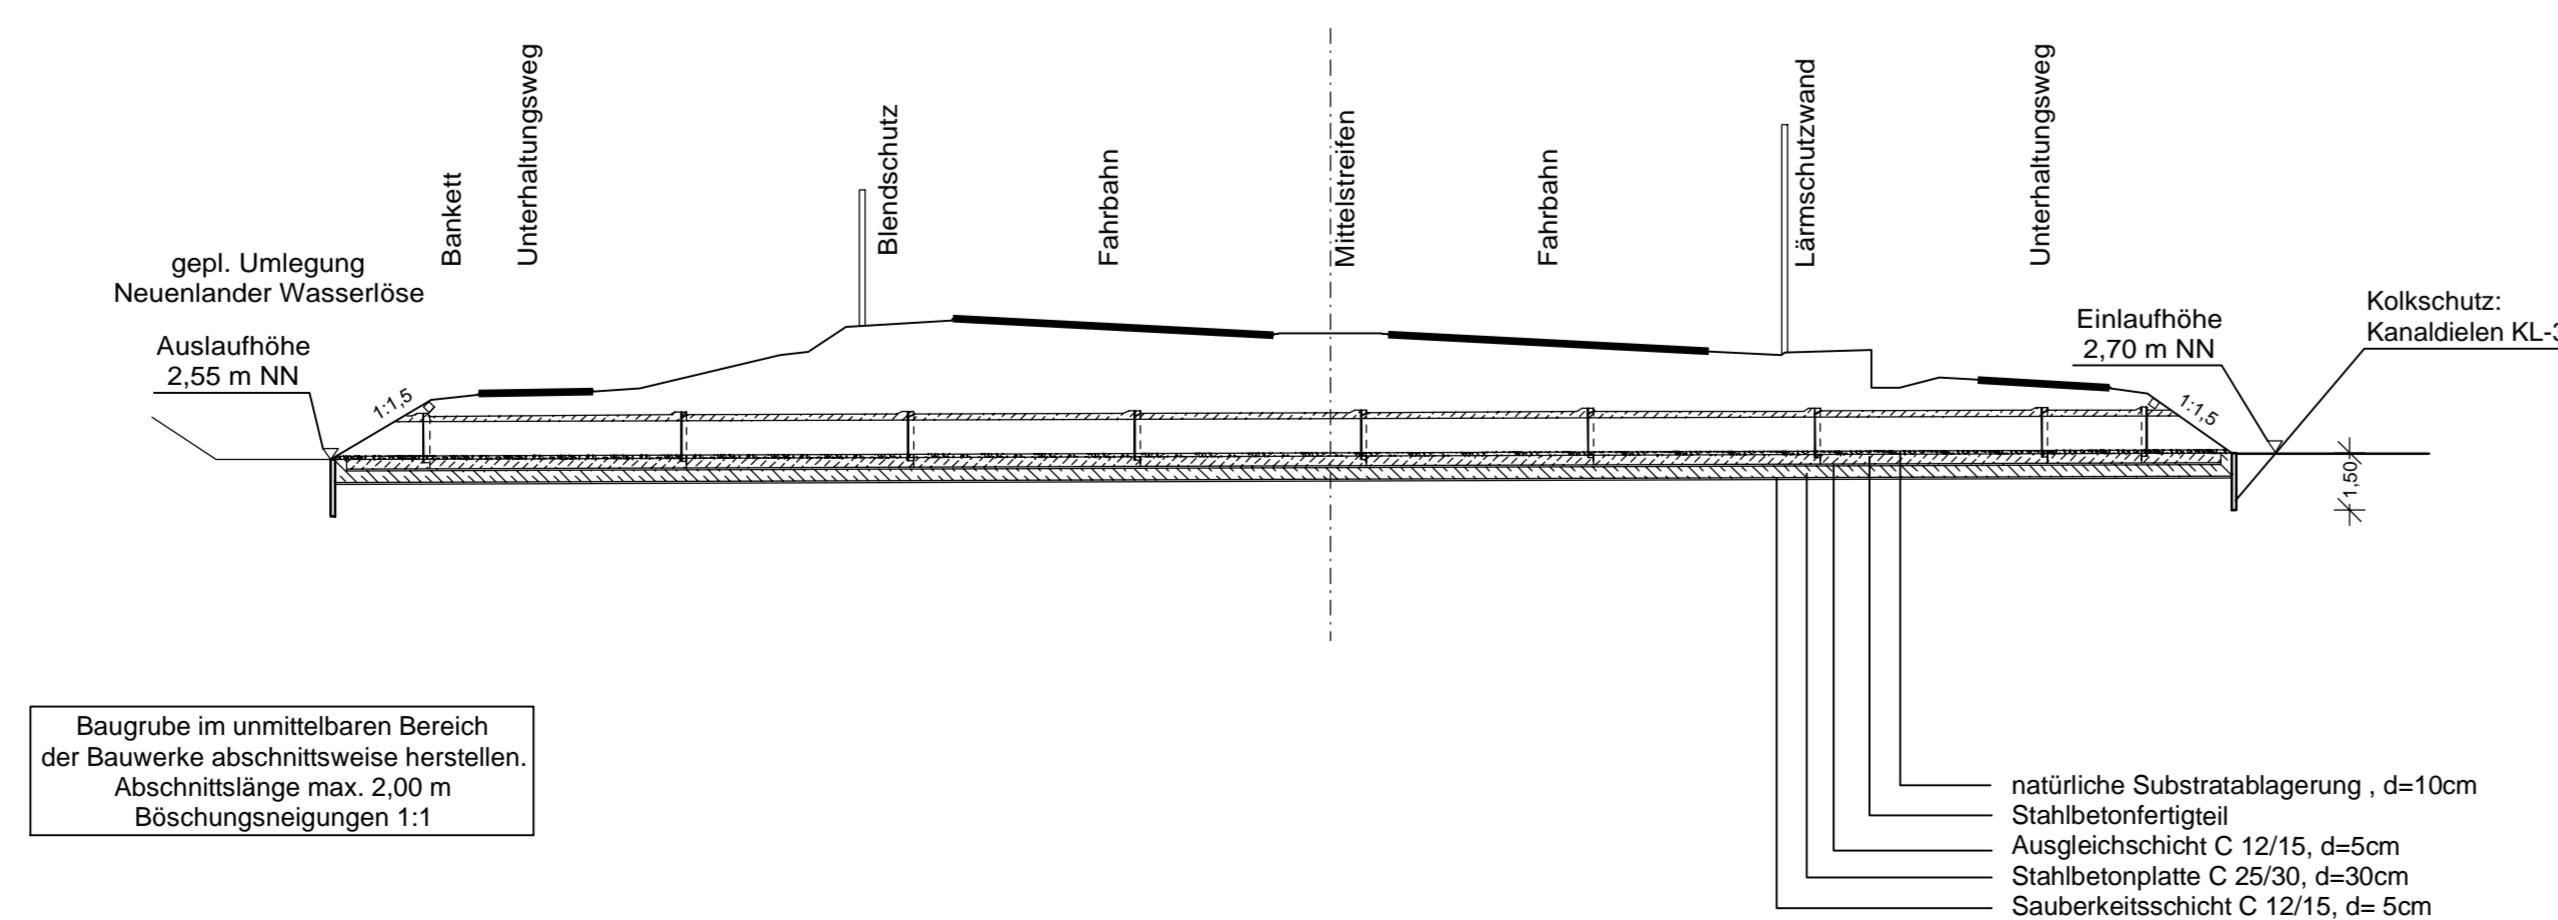 Bankett
Unterhaltungsweg
Blendschutz
Fahrbahn
Mittelstreifen
Fahrbahn
Lärmschutzwand
Unterhaltungsweg
gepl. Umlegung
Neuenlander Wasserlöse
Auslaufhöhe
2,55 m NN
Einlaufhöhe
2,70 m NN
Kolkschutz:
Kanaldielen KL-3
1:1,5
1:1,5
1,50
Baugrube im unmittelbaren Bereich
der Bauwerke abschnittsweise herstellen.
Abschnittslänge max. 2,00 m
Böschungsneigungen 1:1
natürliche Substratablagerung , d=10cm
Stahlbetonfertigteil
Ausgleichschicht C 12/15, d=5cm
Stahlbetonplatte C 25/30, d=30cm
Sauberkeitsschicht C 12/15, d= 5cm